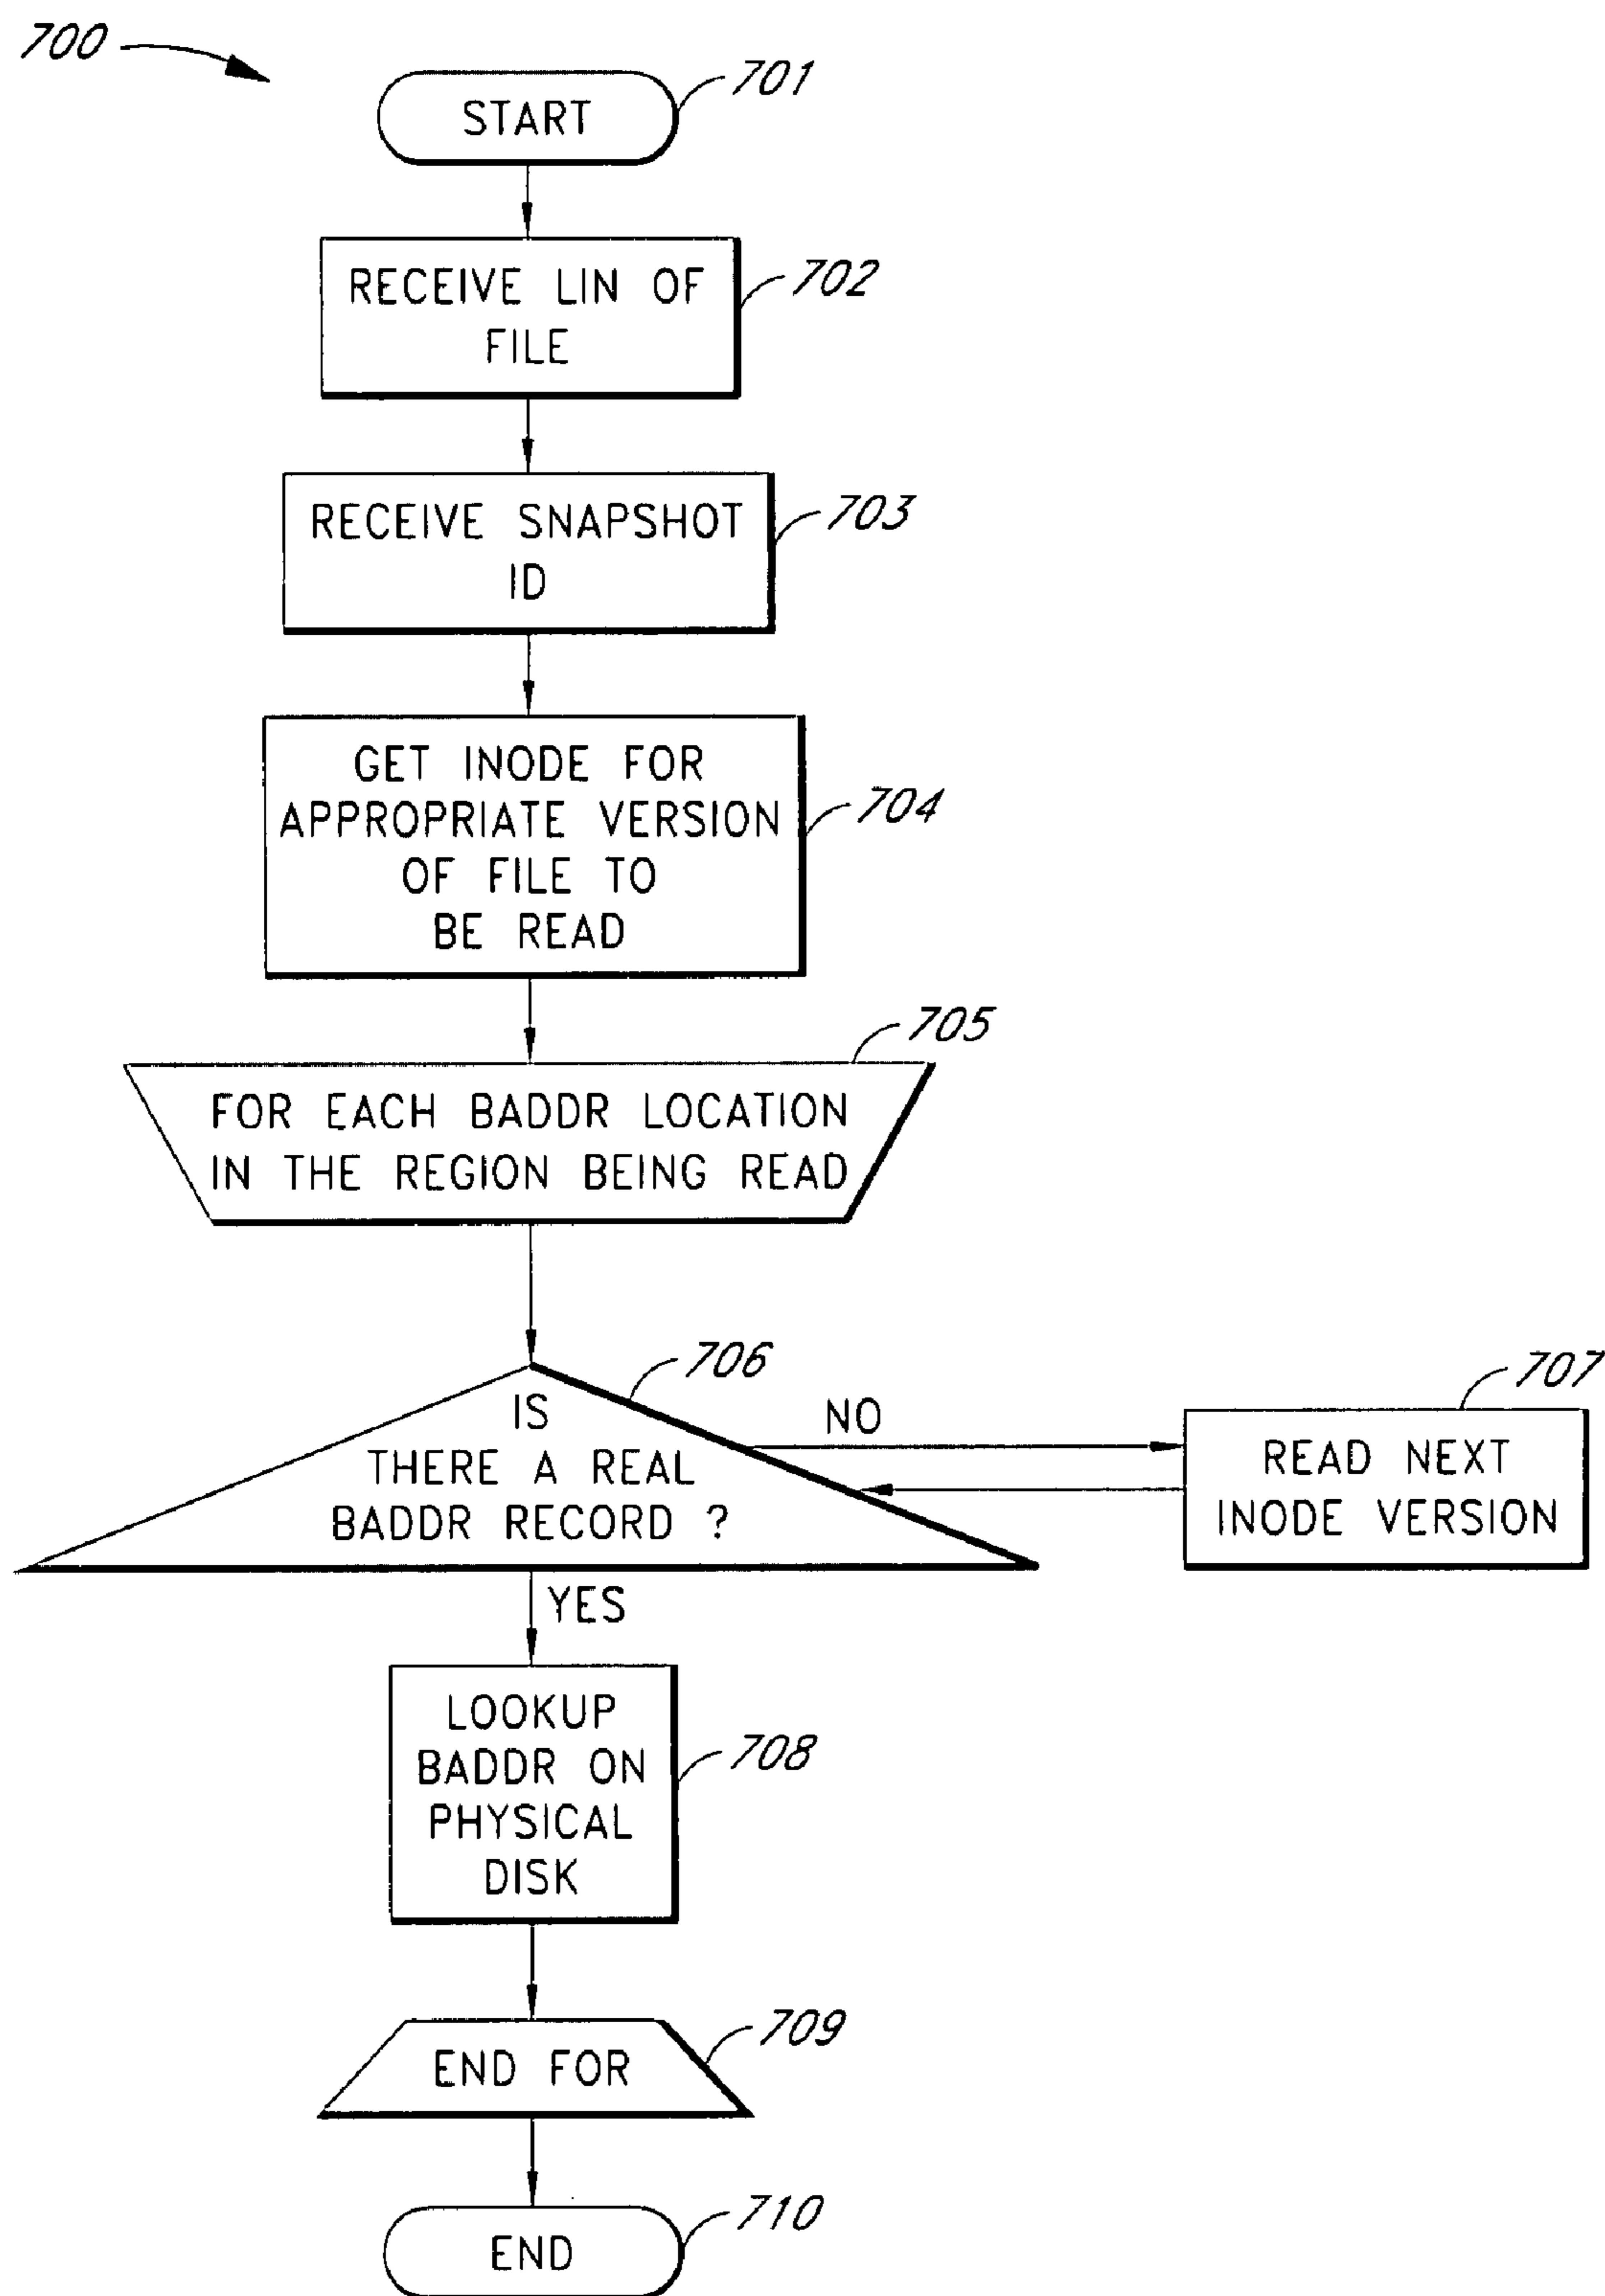 700
START
701
RECEIVE LIN OF
FILE
702
RECEIVE SNAPSHOT
ID
703
GET INODE FOR
APPROPRIATE VERSION
OF FILE TO
BE READ
704
705
FOR EACH BADDR LOCATION
IN THE REGION BEING READ
706
IS
THERE A REAL
BADDR RECORD ?
NO
707
READ NEXT
INODE VERSION
YES
LOOKUP
BADDR ON
PHYSICAL
DISK
708
END FOR
709
END
710